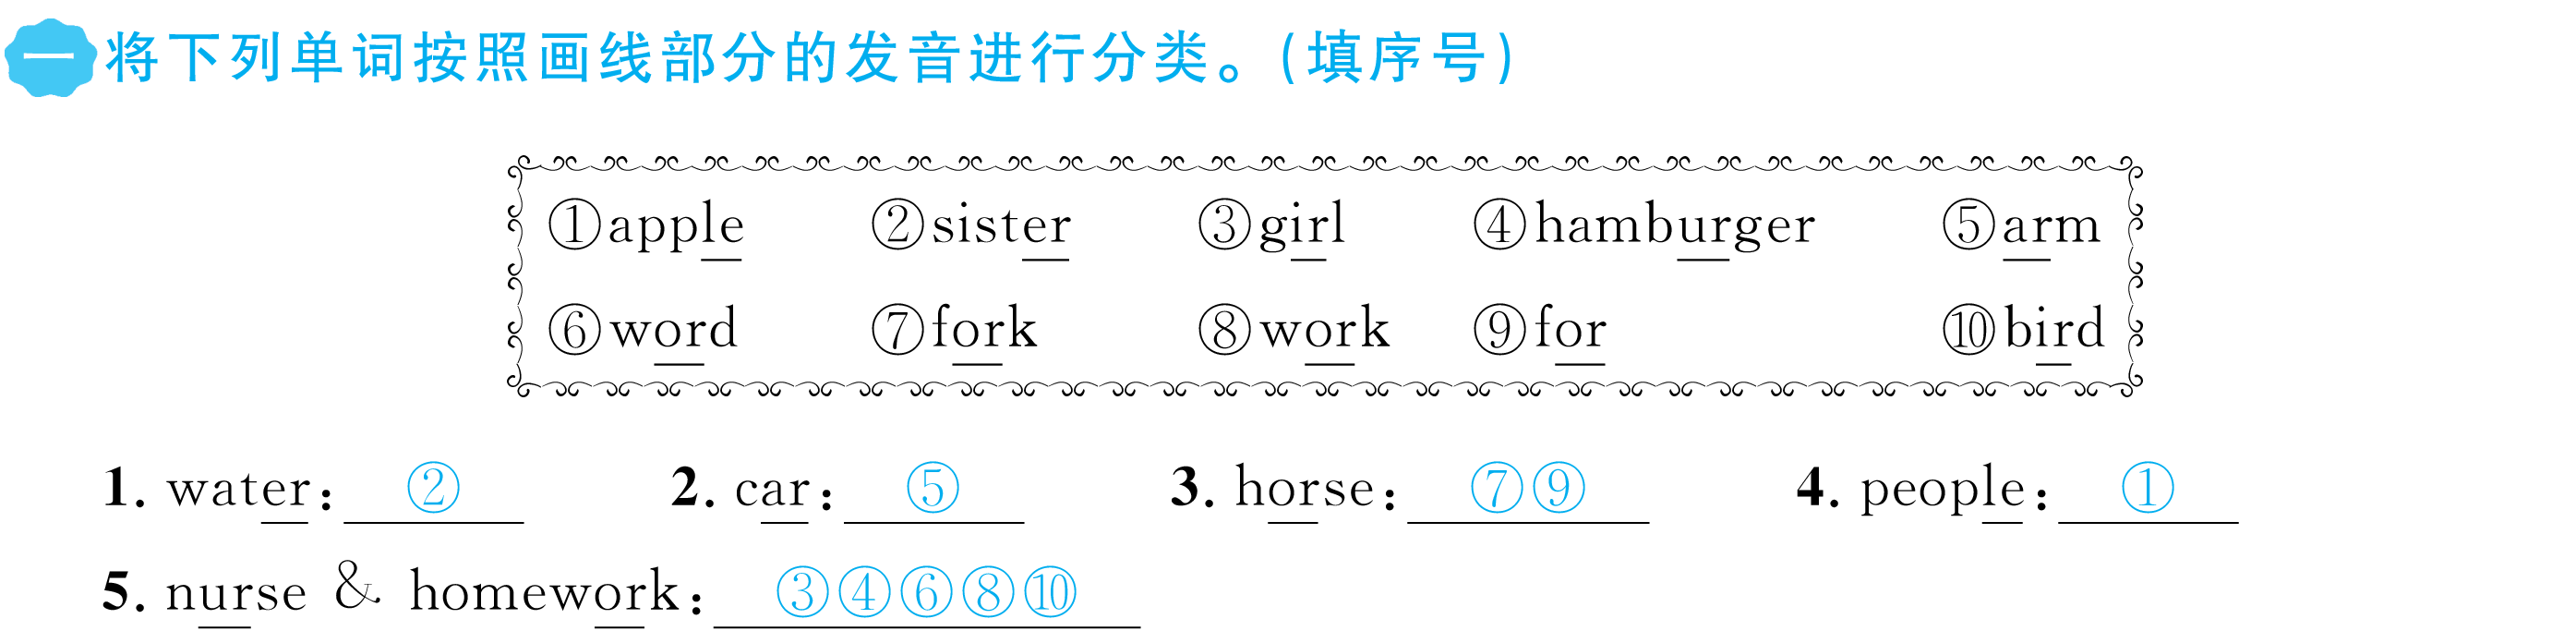 一 将下列单词按照画线部分的发音进行分类。(填序号)
①apple ②sister ③girl ④hamburger ⑤arm
⑥word ⑦fork ⑧work ⑨for ⑩bird
1. water: ② 2. car: ⑤ 3. horse: ⑦⑨ 4. people: ①
5. nurse & homework: ③④⑥⑧⑩